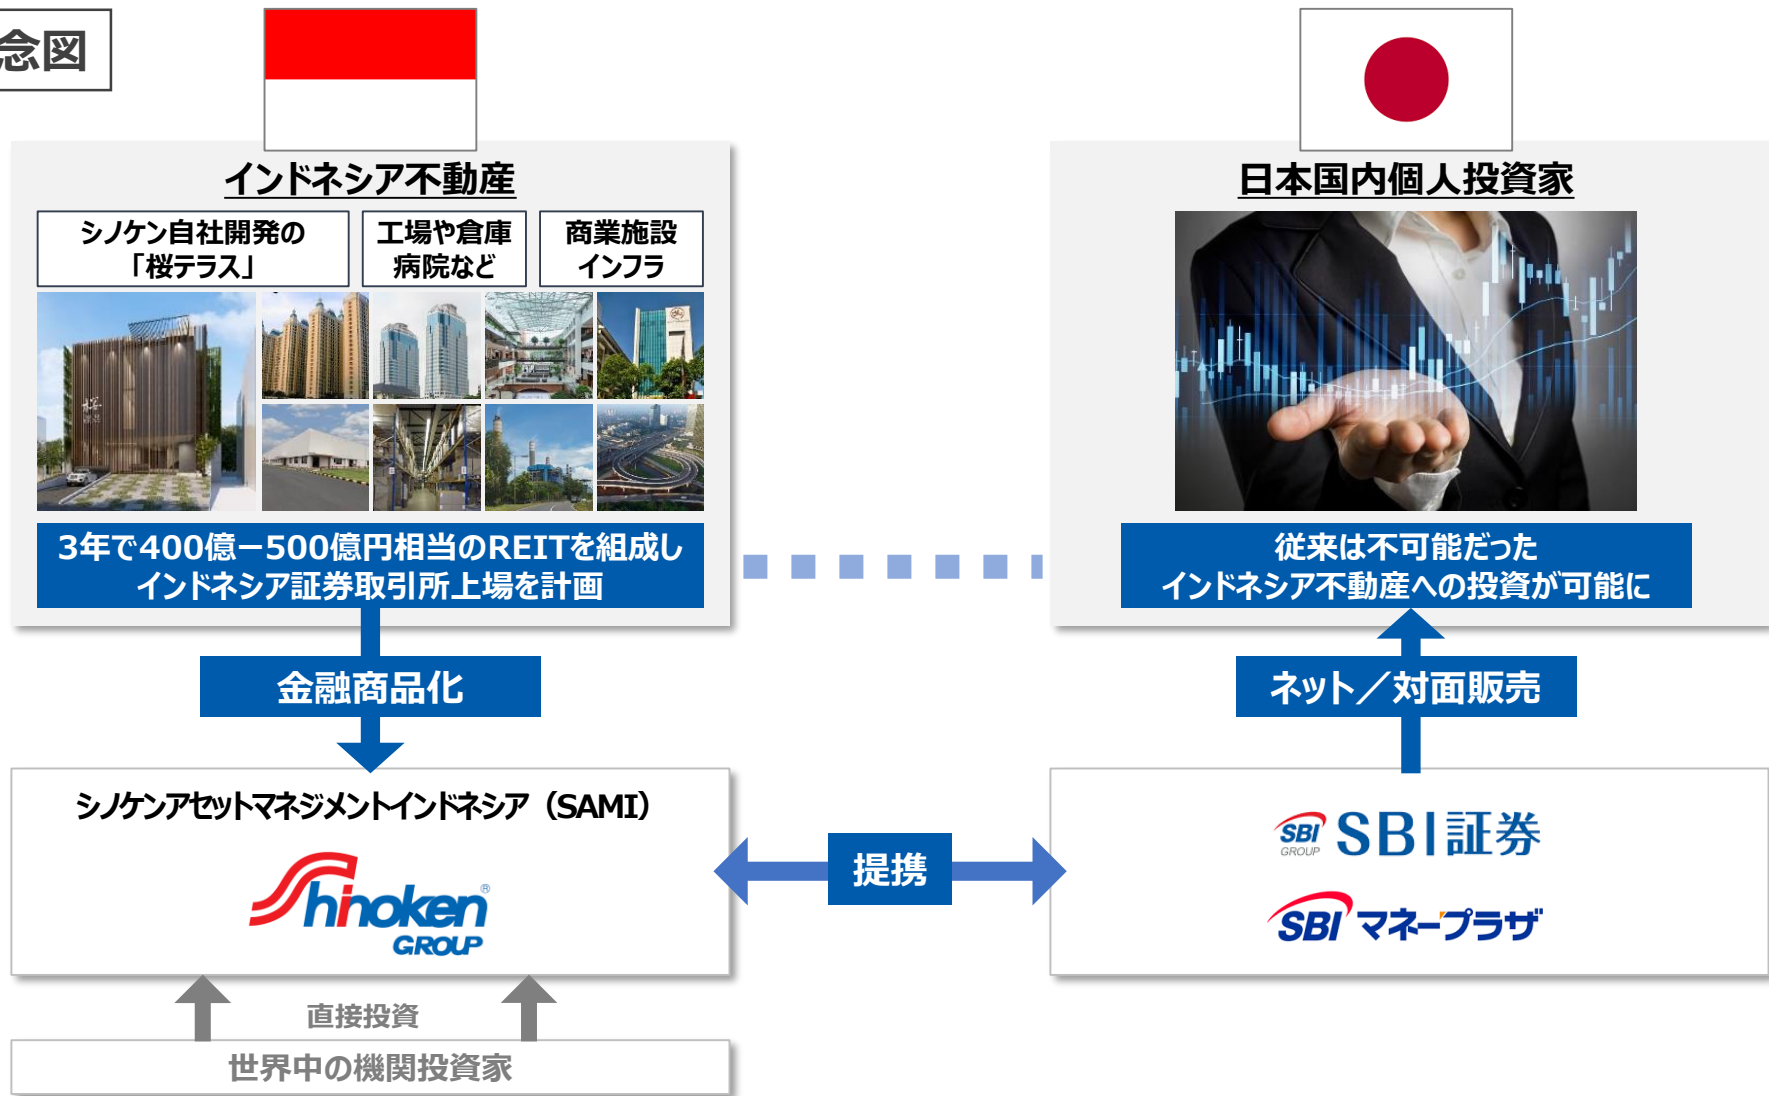 念図
インドネシア不動産
シノケン自社開発の
「桜テラス」
工場や倉庫
病院など
商業施設
インフラ
3年で400億ー500億円相当のREITを組成し
インドネシア証券取引所上場を計画
日本国内個人投資家
従来は不可能だった
インドネシア不動産への投資が可能に
金融商品化
ネット／対面販売
シノケンアセットマネジメントインドネシア（SAMI）
Shinoken®
GROUP
提携
SBI
GROUP
SBI証券
SBIマネープラザ
直接投資
世界中の機関投資家